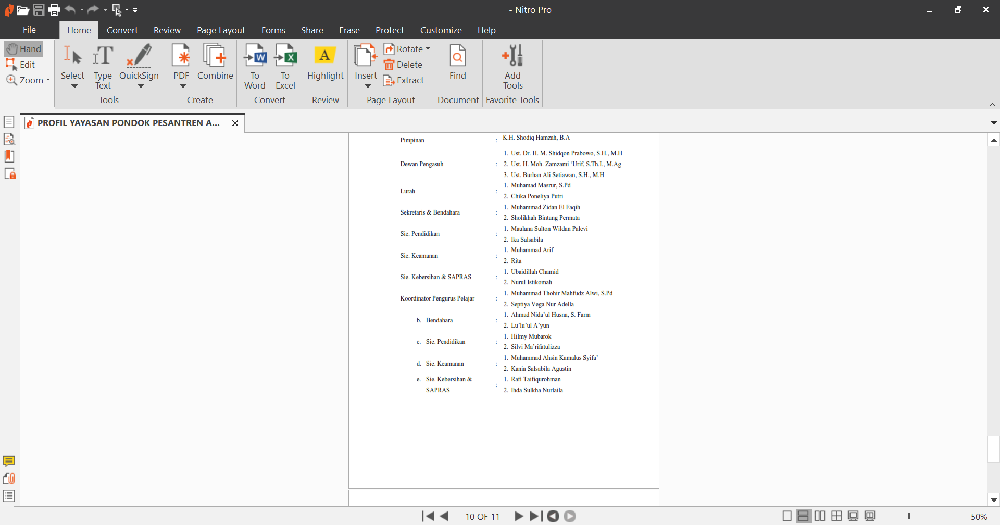 - Nitro Pro
File Home Convert Review Page Layout Forms Share Erase Protect Customize Help
Hand
Edit
Zoom
Select
Type Text
QuickSign
Tools
PDF
Combine
Create
To Word
To Excel
Convert
A
Highlight
Review
Insert
Rotate
Delete
Extract
Page Layout
Find
Document
Add Tools
Favorite Tools
PROFIL YAYASAN PONDOK PESANTREN A...
Pimpinan : K.H. Shodiq Hamzah, B.A
Dewan Pengasuh :
1. Ust. Dr. H. M. Shidqon Prabowo, S.H., M.H
2. Ust. H. Moh. Zamzami ‘Urif, S.Th.I., M.Ag
3. Ust. Burhan Ali Setiawan, S.H., M.H
Lurah :
1. Muhamad Masrur, S.Pd
2. Chika Poneliya Putri
Sekretaris & Bendahara :
1. Muhammad Zidan El Faqih
2. Sholikhah Bintang Permata
Sie. Pendidikan :
1. Maulana Sulton Wildan Palevi
2. Ika Salsabila
Sie. Keamanan :
1. Muhammad Arif
2. Rita
Sie. Kebersihan & SAPRAS :
1. Ubaidillah Chamid
2. Nurul Istikomah
Koordinator Pengurus Pelajar :
1. Muhammad Thohir Mahfudz Alwi, S.Pd
2. Septiya Vega Nur Adella
b. Bendahara :
1. Ahmad Nida’ul Husna, S. Farm
2. Lu’lu’ul A’yun
c. Sie. Pendidikan :
1. Hilmy Mubarok
2. Silvi Ma’rifatulizza
d. Sie. Keamanan :
1. Muhammad Ahsin Kamalus Syifa’
2. Kania Salsabila Agustin
e. Sie. Kebersihan &
SAPRAS :
1. Rafi Taifiqurohman
2. Ihda Sulkha Nurlaila
10 OF 11
50%